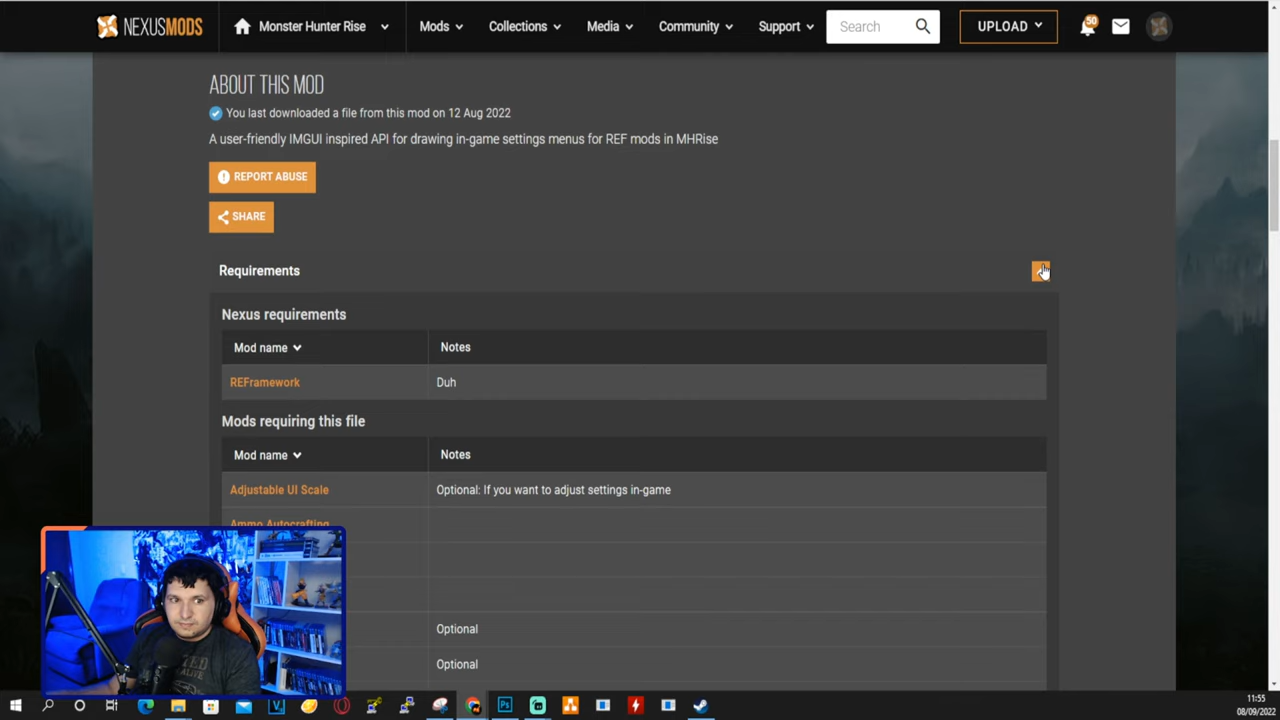 NEXUSMODS Monster Hunter Rise Mods Collections Media Community Support Search UPLOAD 50
ABOUT THIS MOD
You last downloaded a file from this mod on 12 Aug 2022
A user-friendly IMGUI inspired API for drawing in-game settings menus for REF mods in MHRise
REPORT ABUSE
SHARE
Requirements
Nexus requirements
Mod name Notes
REFramework Duh
Mods requiring this file
Mod name Notes
Adjustable UI Scale Optional: If you want to adjust settings in-game
Ammo Autocrafting
Optional
Optional
11:55
08/09/2022